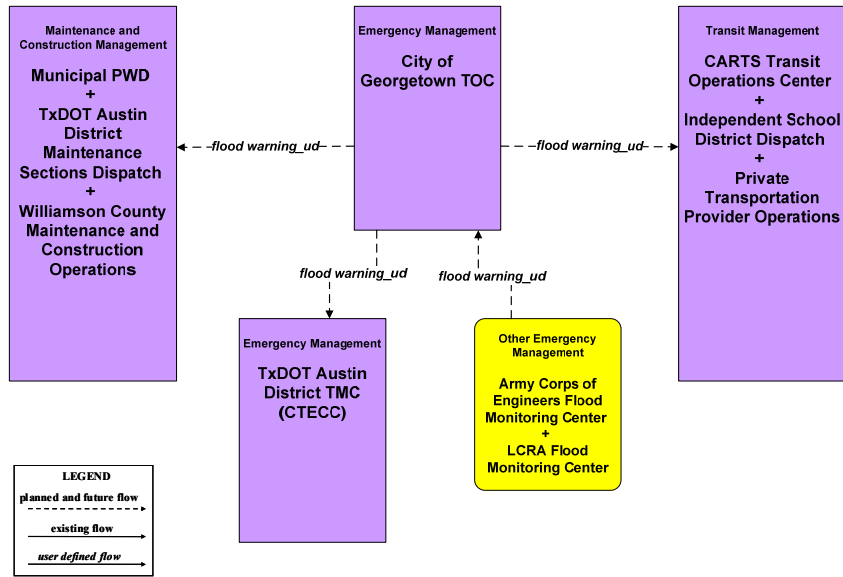 Maintenance and
Construction Management
Municipal PWD
+
TxDOT Austin
District
Maintenance
Sections Dispatch
+
Williamson County
Maintenance and
Construction
Operations
Emergency Management
City of
Georgetown TOC
Transit Management
CARTS Transit
Operations Center
+
Independent School
District Dispatch
+
Private
Transportation
Provider Operations
flood warning_ud
flood warning_ud
flood warning_ud
flood warning_ud
Emergency Management
TxDOT Austin
District TMC
(CTECC)
Other Emergency
Management
Army Corps of
Engineers Flood
Monitoring Center
+
LCRA Flood
Monitoring Center
LEGEND
planned and future flow
existing flow
user defined flow